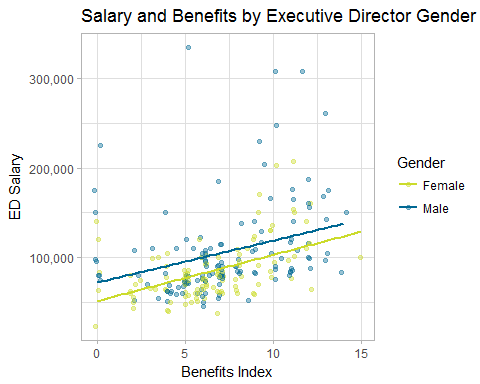 Salary and Benefits by Executive Director Gender
300,000
200,000
100,000
ED Salary
0
5
10
15
Benefits Index
Gender
Female
Male